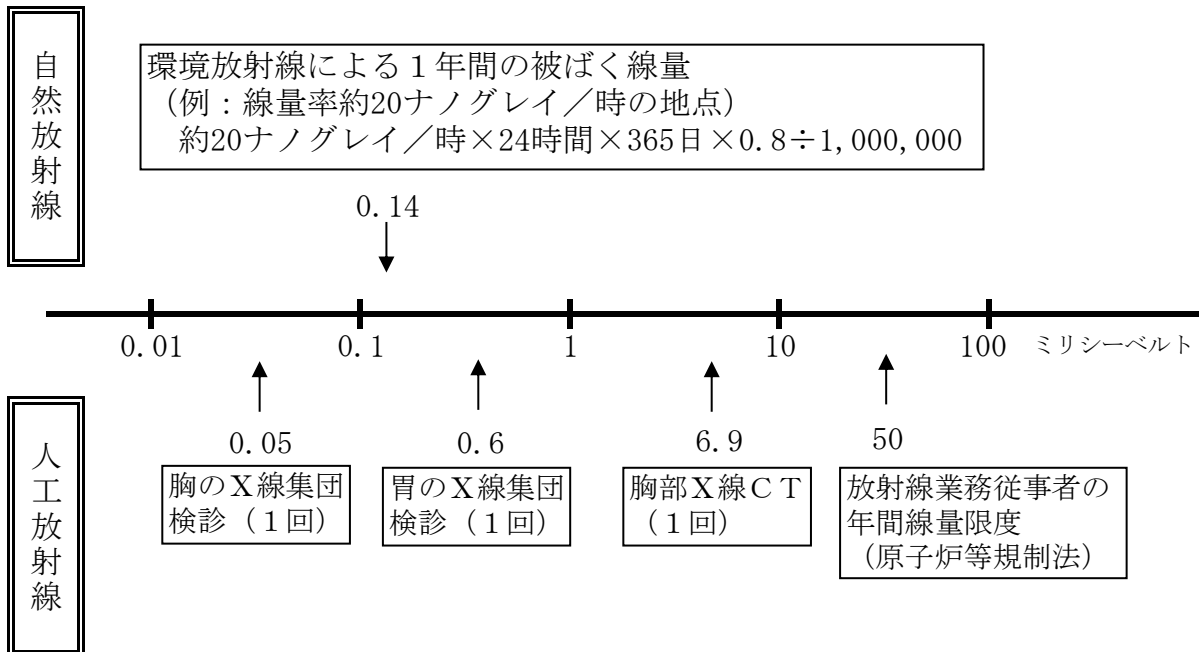 自然放射線
環境放射線による１年間の被ばく線量
（例：線量率約20ナノグレイ／時の地点）
約20ナノグレイ／時×24時間×365日×0.8÷1,000,000
0.14
0.01 0.1 1 10 100 ミリシーベルト
人工放射線
0.05
胸のＸ線集団
検診（１回）
0.6
胃のＸ線集団
検診（１回）
6.9
胸部Ｘ線ＣＴ
（１回）
50
放射線業務従事者の
年間線量限度
（原子炉等規制法）